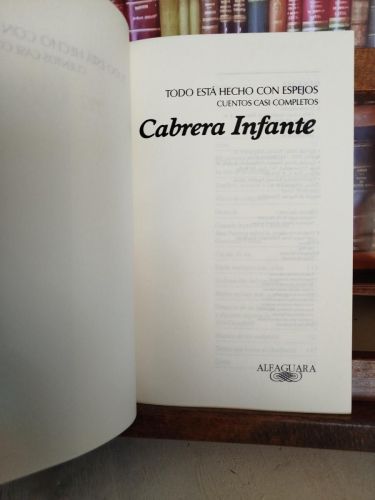 TODO ESTÁ HECHO CON ESPEJOS
CUENTOS CASI COMPLETOS
Cabrera Infante
ALFAGUARA